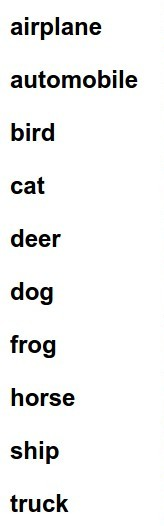 airplane
automobile
bird
cat
deer
dog
frog
horse
ship
truck